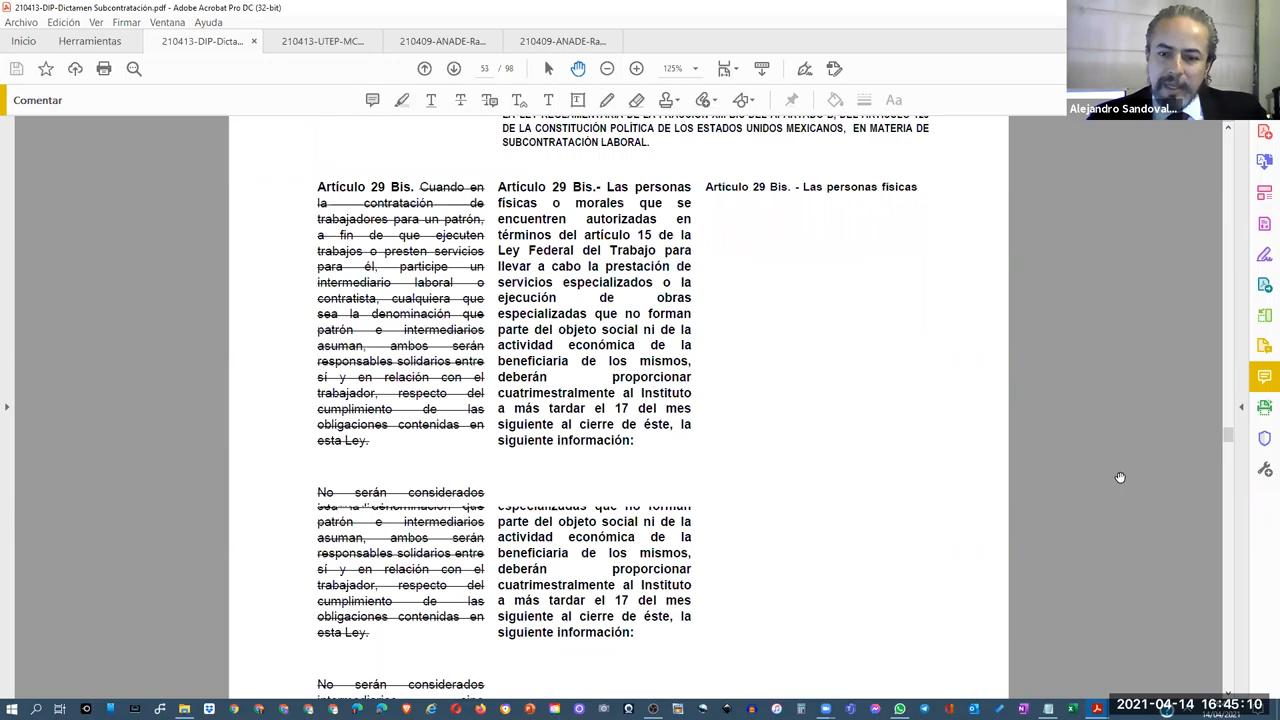 210413-DIP-Dictamen Subcontratación.pdf - Adobe Acrobat Pro DC (32-bit)
Archivo Edición Ver Firmar Ventana Ayuda
Inicio Herramientas 210413-DIP-Dicta... × 210413-UTEP-MC... 210409-ANADE-Ra... 210409-ANADE-Ra...
53 / 98 125%
Comentar
Alejandro Sandoval...
DE LA CONSTITUCIÓN POLÍTICA DE LOS ESTADOS UNIDOS MEXICANOS, EN MATERIA DE
SUBCONTRATACIÓN LABORAL.
Artículo 29 Bis. Cuando en
la contratación de
trabajadores para un patrón,
a fin de que ejecuten
trabajos o presten servicios
para él, participe un
intermediario laboral o
contratista, cualquiera que
sea la denominación que
patrón e intermediarios
asuman, ambos serán
responsables solidarios entre
sí y en relación con el
trabajador, respecto del
cumplimiento de las
obligaciones contenidas en
esta Ley.
No serán considerados
patrón e intermediarios
asuman, ambos serán
responsables solidarios entre
sí y en relación con el
trabajador, respecto del
cumplimiento de las
obligaciones contenidas en
esta Ley.
No serán considerados
Artículo 29 Bis.- Las personas
físicas o morales que se
encuentren autorizadas en
términos del artículo 15 de la
Ley Federal del Trabajo para
llevar a cabo la prestación de
servicios especializados o la
ejecución de obras
especializadas que no forman
parte del objeto social ni de la
actividad económica de la
beneficiaria de los mismos,
deberán proporcionar
cuatrimestralmente al Instituto
a más tardar el 17 del mes
siguiente al cierre de éste, la
siguiente información:
especializadas que no forman
parte del objeto social ni de la
actividad económica de la
beneficiaria de los mismos,
deberán proporcionar
cuatrimestralmente al Instituto
a más tardar el 17 del mes
siguiente al cierre de éste, la
siguiente información:
Artículo 29 Bis. - Las personas físicas
2021-04-14 16:45:10
14/04/2021